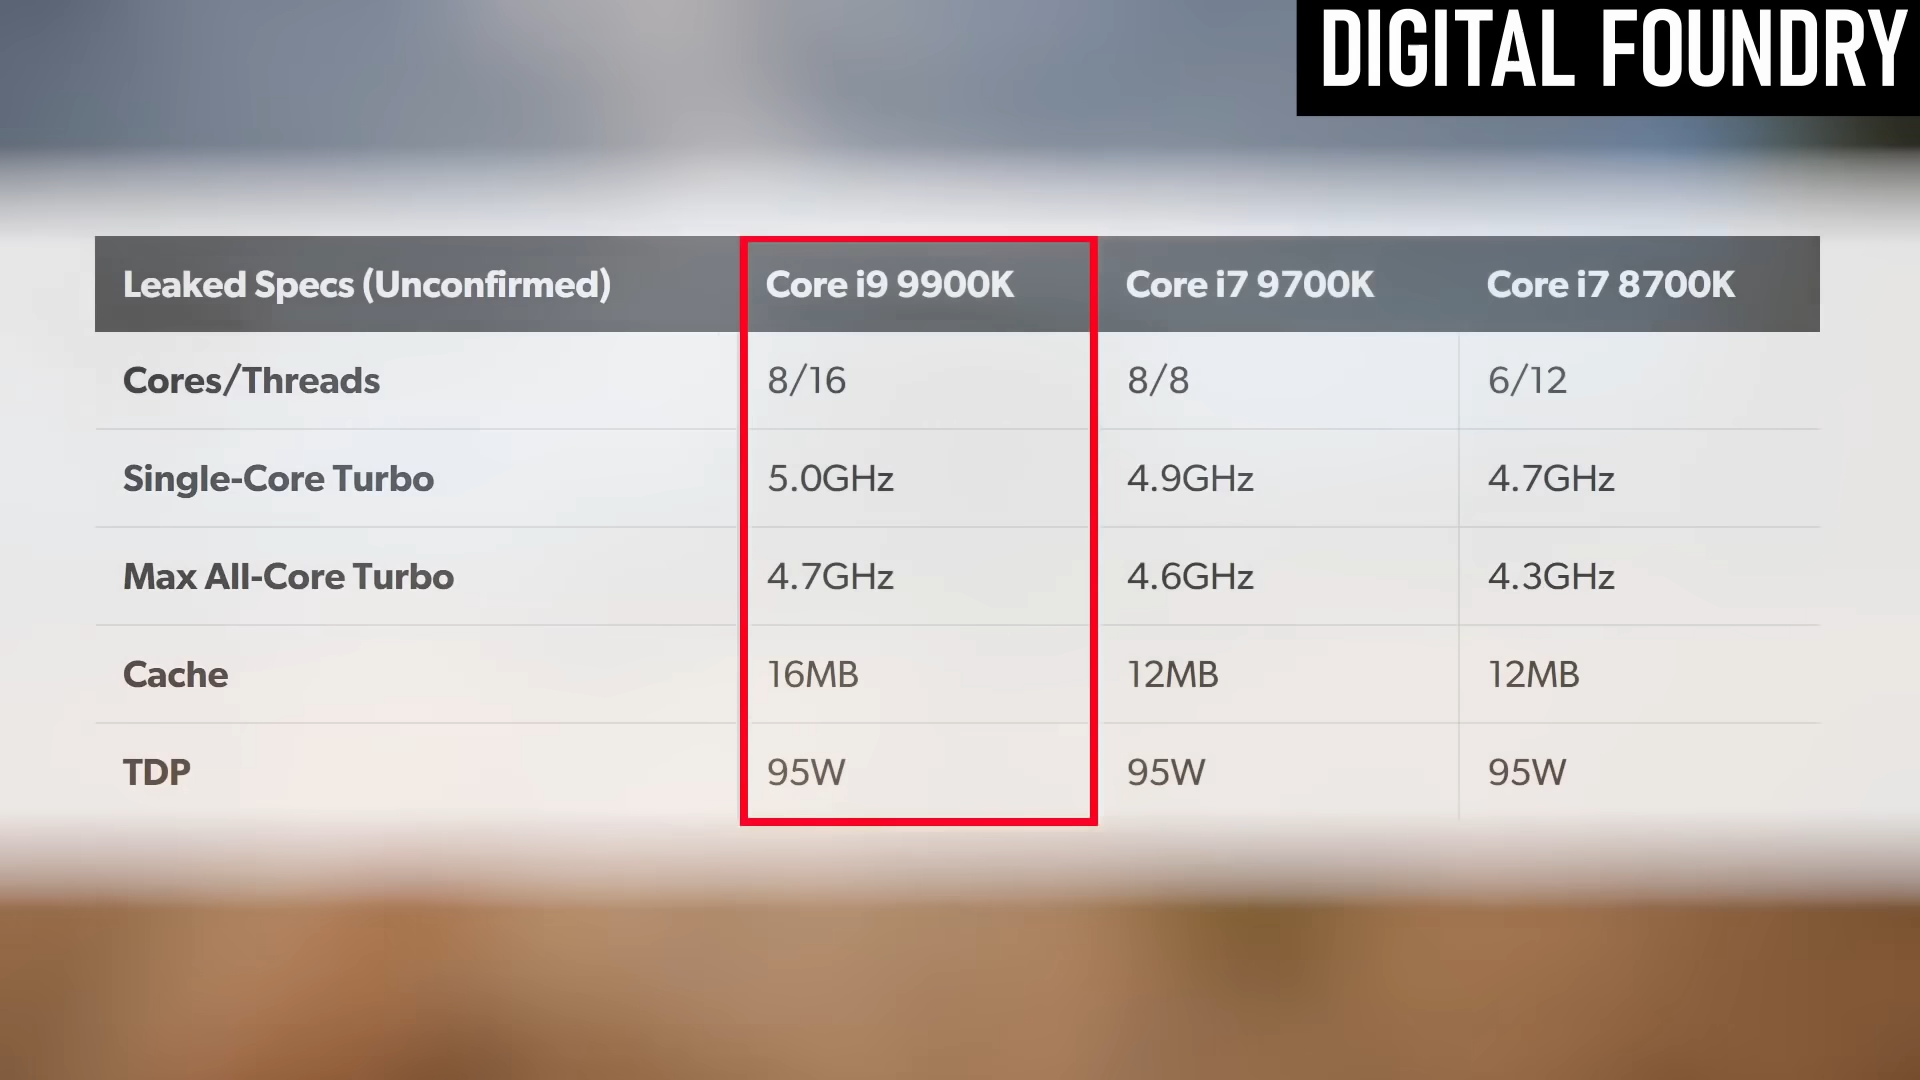 DIGITAL FOUNDRY
Leaked Specs (Unconfirmed) Core i9 9900K Core i7 9700K Core i7 8700K
Cores/Threads 8/16 8/8 6/12
Single-Core Turbo 5.0GHz 4.9GHz 4.7GHz
Max All-Core Turbo 4.7GHz 4.6GHz 4.3GHz
Cache 16MB 12MB 12MB
TDP 95W 95W 95W